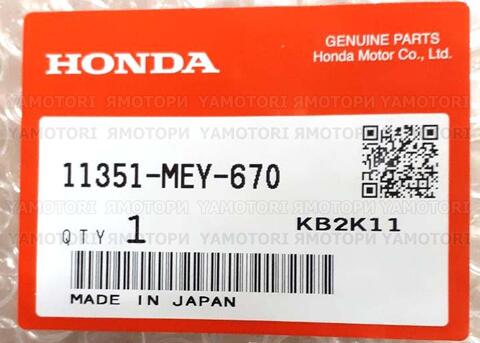 HONDA
GENUINE PARTS
Honda Motor Co., Ltd.
YAMOTORI ЯМОТОРИ YAMOTORI ЯМОТОРИ YAMOTORI
11351-MEY-670
QTY 1 KB2K11
MADE IN JAPAN